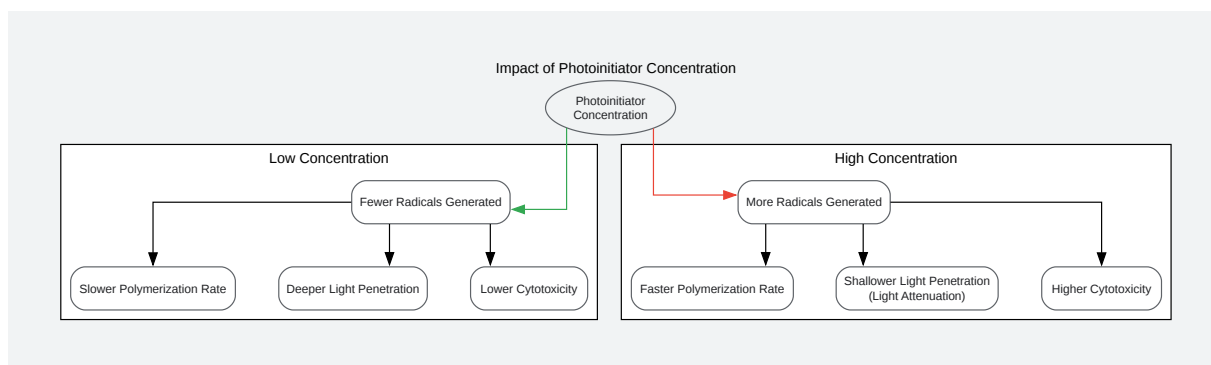 Impact of Photoinitiator Concentration
Photoinitiator
Concentration
Low Concentration
Fewer Radicals Generated
Slower Polymerization Rate
Deeper Light Penetration
Lower Cytotoxicity
High Concentration
More Radicals Generated
Faster Polymerization Rate
Shallower Light Penetration
(Light Attenuation)
Higher Cytotoxicity